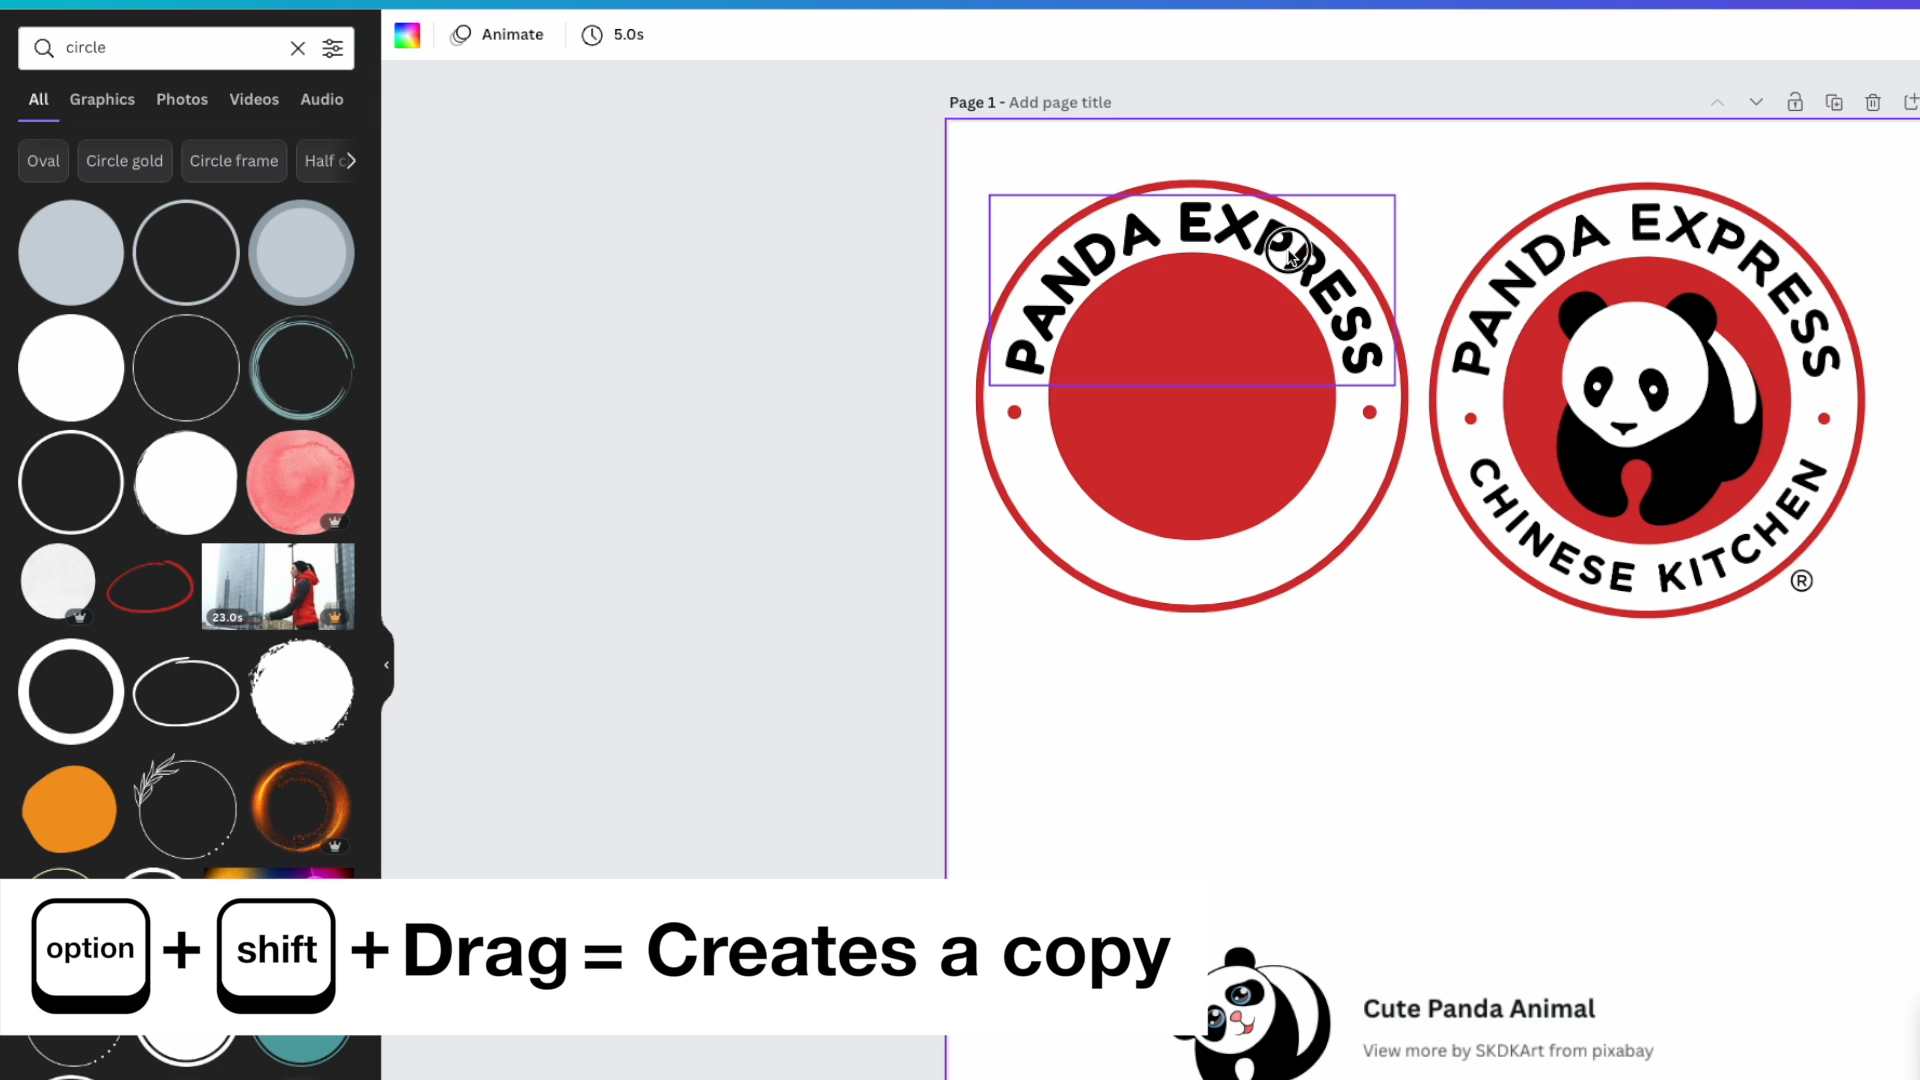 circle
Animate
5.0s
All Graphics Photos Videos Audio
Oval Circle gold Circle frame Half c
Page 1 - Add page title
PANDA EXPRESS
PANDA EXPRESS
CHINESE KITCHEN
®
23.0s
option + shift + Drag = Creates a copy
Cute Panda Animal
View more by SKDKArt from pixabay